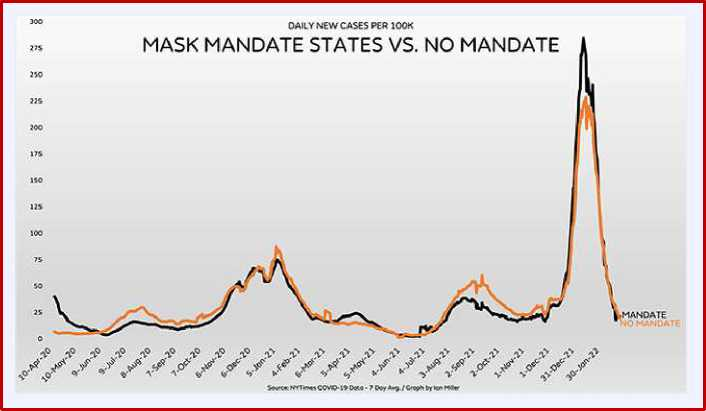 DAILY NEW CASES PER 100K
MASK MANDATE STATES VS. NO MANDATE
300
275
250
225
200
175
150
125
100
75
50
25
0
MANDATE
NO MANDATE
10-Apr-20
10-May-20
9-Jun-20
9-Jul-20
8-Aug-20
7-Sep-20
7-Oct-20
6-Nov-20
6-Dec-20
5-Jan-21
4-Feb-21
6-Mar-21
5-Apr-21
5-May-21
4-Jun-21
4-Jul-21
3-Aug-21
2-Sep-21
2-Oct-21
1-Nov-21
1-Dec-21
31-Dec-21
30-Jan-22
Source: NYTimes COVID-19 Data - 7 Day Avg. / Graph by Ian Miller